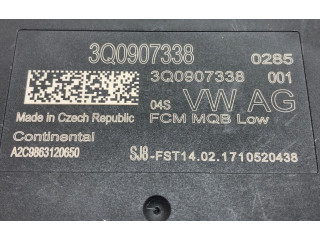 3Q0907338 0285
3Q0907338 001
04S VW AG
Made in Czech Republic FCM MQB Low
Continental
A2C9863120650 SJ8-FST14.02.1710520438